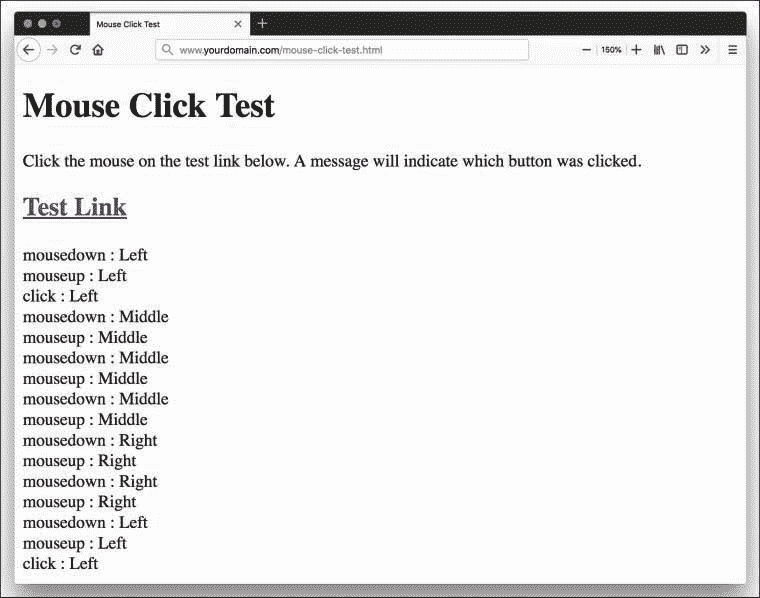 Mouse Click Test
www.yourdomain.com/mouse-click-test.html
150%
Mouse Click Test
Click the mouse on the test link below. A message will indicate which button was clicked.
Test Link
mousedown : Left
mouseup : Left
click : Left
mousedown : Middle
mouseup : Middle
mousedown : Middle
mouseup : Middle
mousedown : Middle
mouseup : Middle
mousedown : Right
mouseup : Right
mousedown : Right
mouseup : Right
mousedown : Left
mouseup : Left
click : Left